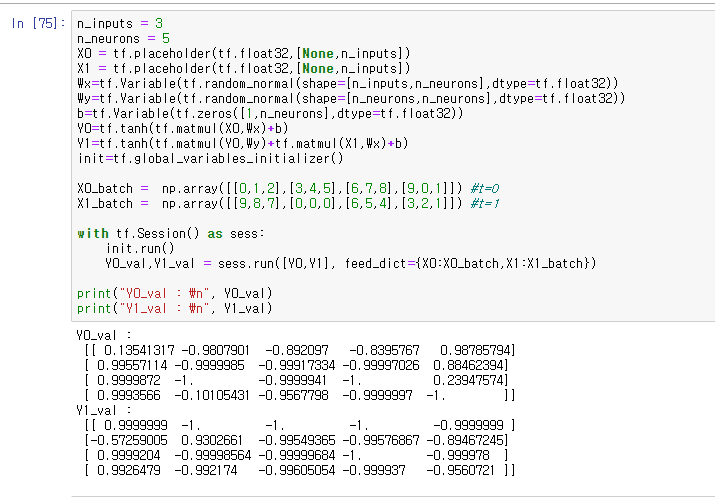 In [75]: n_inputs = 3
n_neurons = 5
X0 = tf.placeholder(tf.float32,[None,n_inputs])
X1 = tf.placeholder(tf.float32,[None,n_inputs])
Wx=tf.Variable(tf.random_normal(shape=[n_inputs,n_neurons],dtype=tf.float32))
Wy=tf.Variable(tf.random_normal(shape=[n_neurons,n_neurons],dtype=tf.float32))
b=tf.Variable(tf.zeros([1,n_neurons],dtype=tf.float32))
Y0=tf.tanh(tf.matmul(X0,Wx)+b)
Y1=tf.tanh(tf.matmul(Y0,Wy)+tf.matmul(X1,Wx)+b)
init=tf.global_variables_initializer()
X0_batch =  np.array([[0,1,2],[3,4,5],[6,7,8],[9,0,1]]) #t=0
X1_batch =  np.array([[9,8,7],[0,0,0],[6,5,4],[3,2,1]]) #t=1
with tf.Session() as sess:
    init.run()
    Y0_val,Y1_val = sess.run([Y0,Y1], feed_dict={X0:X0_batch,X1:X1_batch})
print("Y0_val : ₩n", Y0_val)
print("Y1_val : ₩n", Y1_val)
Y0_val :
 [[ 0.13541317 -0.9807901  -0.892097   -0.8395767   0.98785794]
 [ 0.99557114 -0.9999985  -0.99917334 -0.99997026  0.88462394]
 [ 0.9999872  -1.         -0.9999941  -1.          0.23947574]
 [ 0.9993566  -0.10105431 -0.9567798  -0.9999997  -1.        ]]
Y1_val :
 [[ 0.9999999  -1.         -1.         -1.         -0.9999999 ]
 [-0.57259005  0.9302661  -0.99549365 -0.99576867 -0.89467245]
 [ 0.9999204  -0.99998564 -0.99999684 -1.         -0.999978  ]
 [ 0.9926479  -0.992174   -0.99605054 -0.999937   -0.9560721 ]]